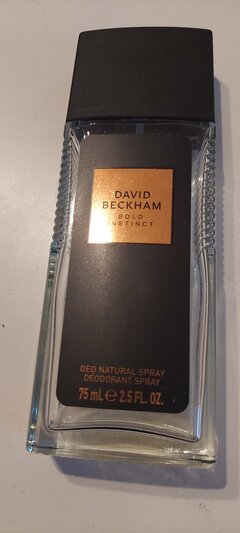 DAVID
BECKHAM
BOLD
INSTINCT
DEO NATURAL SPRAY
DÉODORANT SPRAY
75 mL ℮ 2.5 FL. OZ.